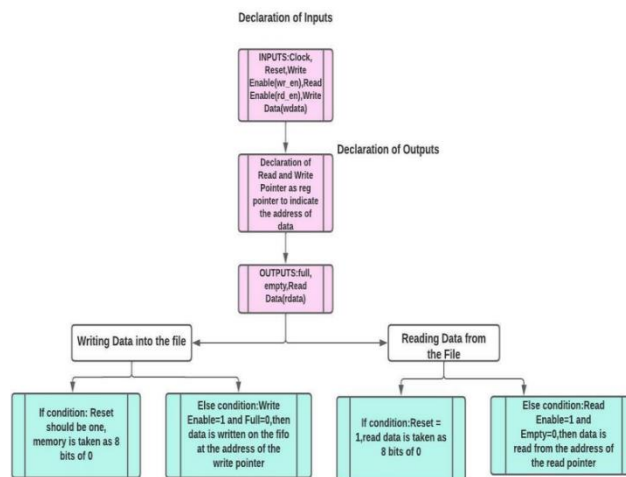 Declaration of Inputs
INPUTS:Clock,
Reset,Write
Enable(wr_en),Read
Enable(rd_en),Write
Data(wdata)
Declaration of Outputs
Declaration of
Read and Write
Pointer as reg
pointer to indicate
the address of
data
OUTPUTS:full,
empty,Read
Data(rdata)
Writing Data into the file
Reading Data from
the File
If condition: Reset
should be one,
memory is taken as 8
bits of 0
Else condition:Write
Enable=1 and Full=0,then
data is written on the fifo
at the address of the
write pointer
If condition:Reset =
1,read data is taken as
8 bits of 0
Else condition:Read
Enable=1 and
Empty=0,then data is
read from the address of
the read pointer